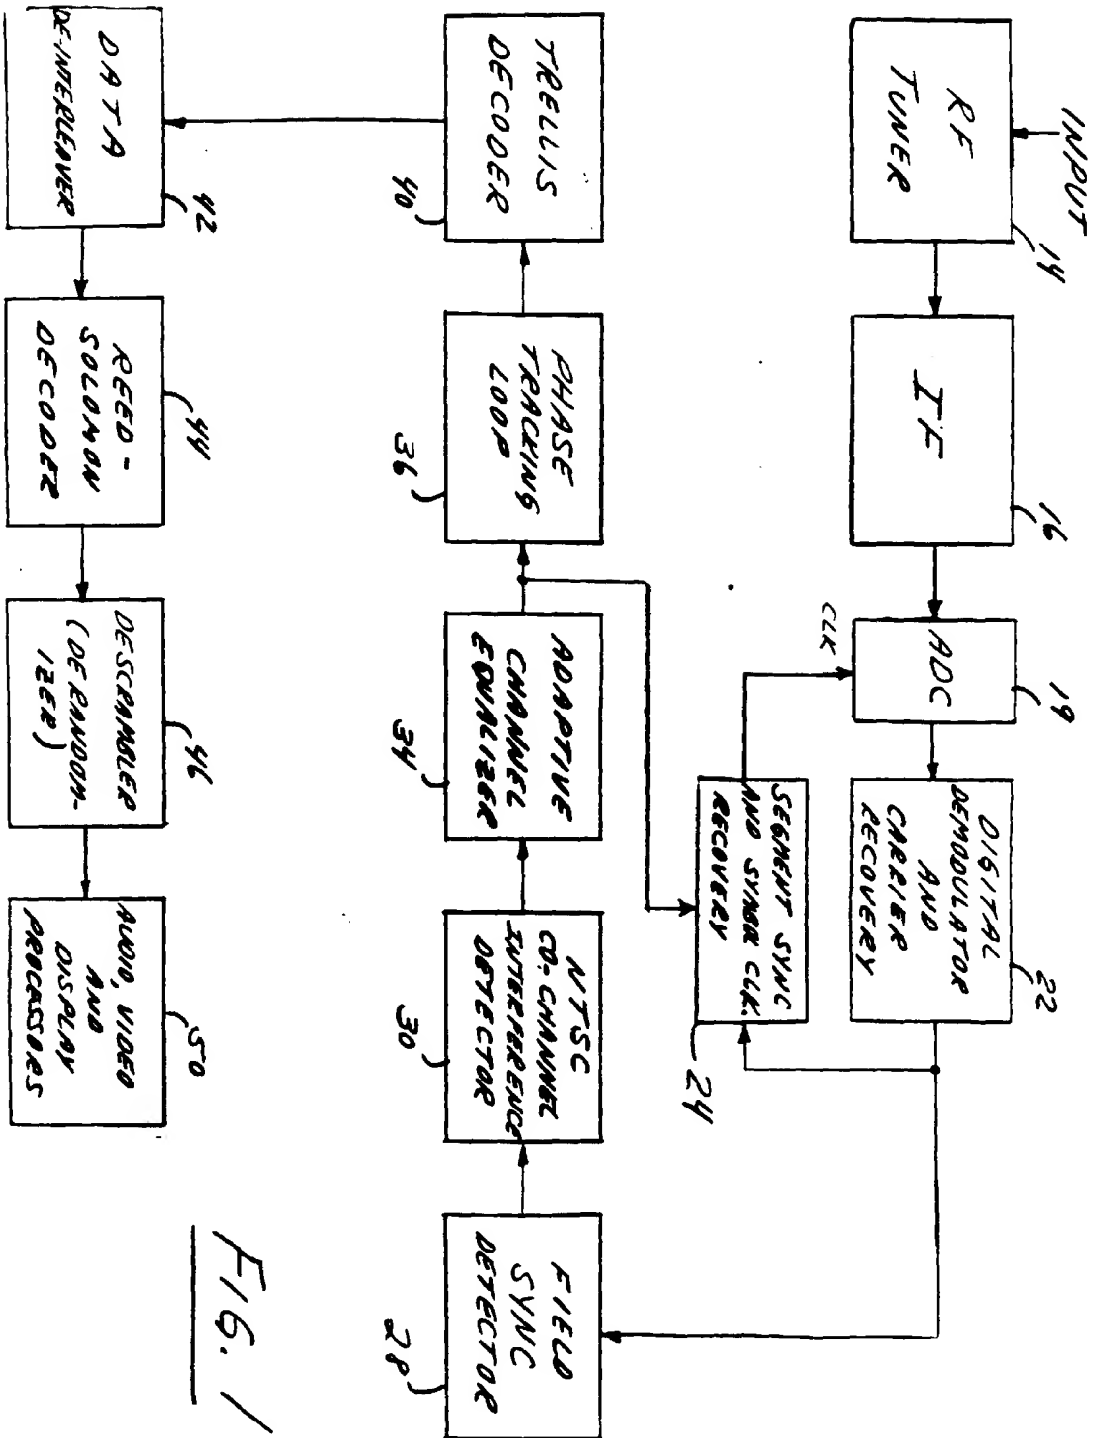 INPUT
RF
TUNER
14
IF
16
ADC
19
CLK
DIGITAL
DEMODULATOR
AND
CARRIER
RECOVERY
22
SEGMENT SYNC
AND SYMBOL CLK.
RECOVERY
24
TRELLIS
DECODER
40
PHASE
TRACKING
LOOP
36
ADAPTIVE
CHANNEL
EQUALIZER
34
NTSC
CO-CHANNEL
INTERFERENCE
DETECTOR
30
FIELD
SYNC
DETECTOR
28
DATA
DE-INTERLEAVER
42
REED-
SOLOMON
DECODER
44
DESCRAMBLER
(DERANDOM-
IZER)
46
AUDIO, VIDEO
AND
DISPLAY
PROCESSORS
50
FIG. 1